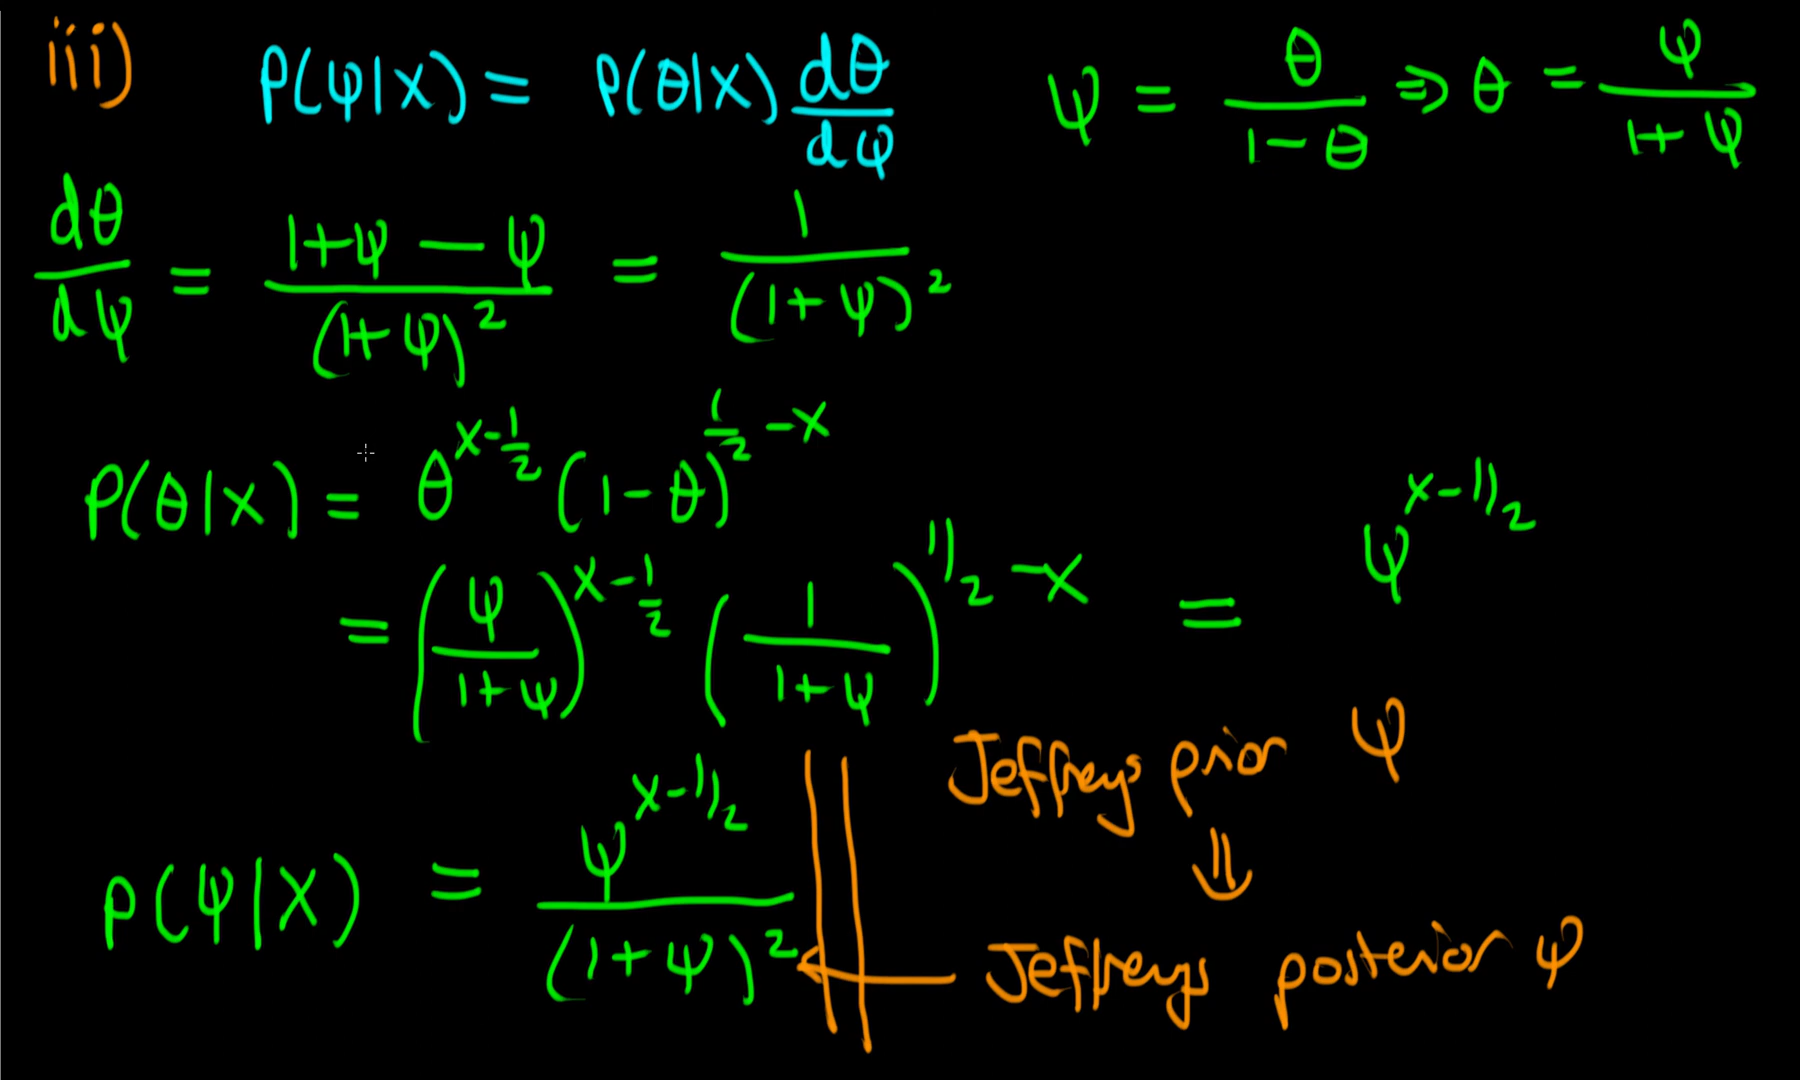 iii) P(ψ|X) = P(θ|X) dθ/dψ ψ = θ/(1-θ) ⇒ θ = ψ/(1+ψ)
dθ/dψ = (1+ψ-ψ)/(1+ψ)² = 1/(1+ψ)²
P(θ|X) = θ^(x-1/2) (1-θ)^(1/2-x)
= (ψ/(1+ψ))^(x-1/2) (1/(1+ψ))^(1/2-x) = ψ^(x-1/2)
Jeffreys prior ψ
⇓
P(ψ|X) = ψ^(x-1/2)/(1+ψ)² ← Jeffreys posterior ψ